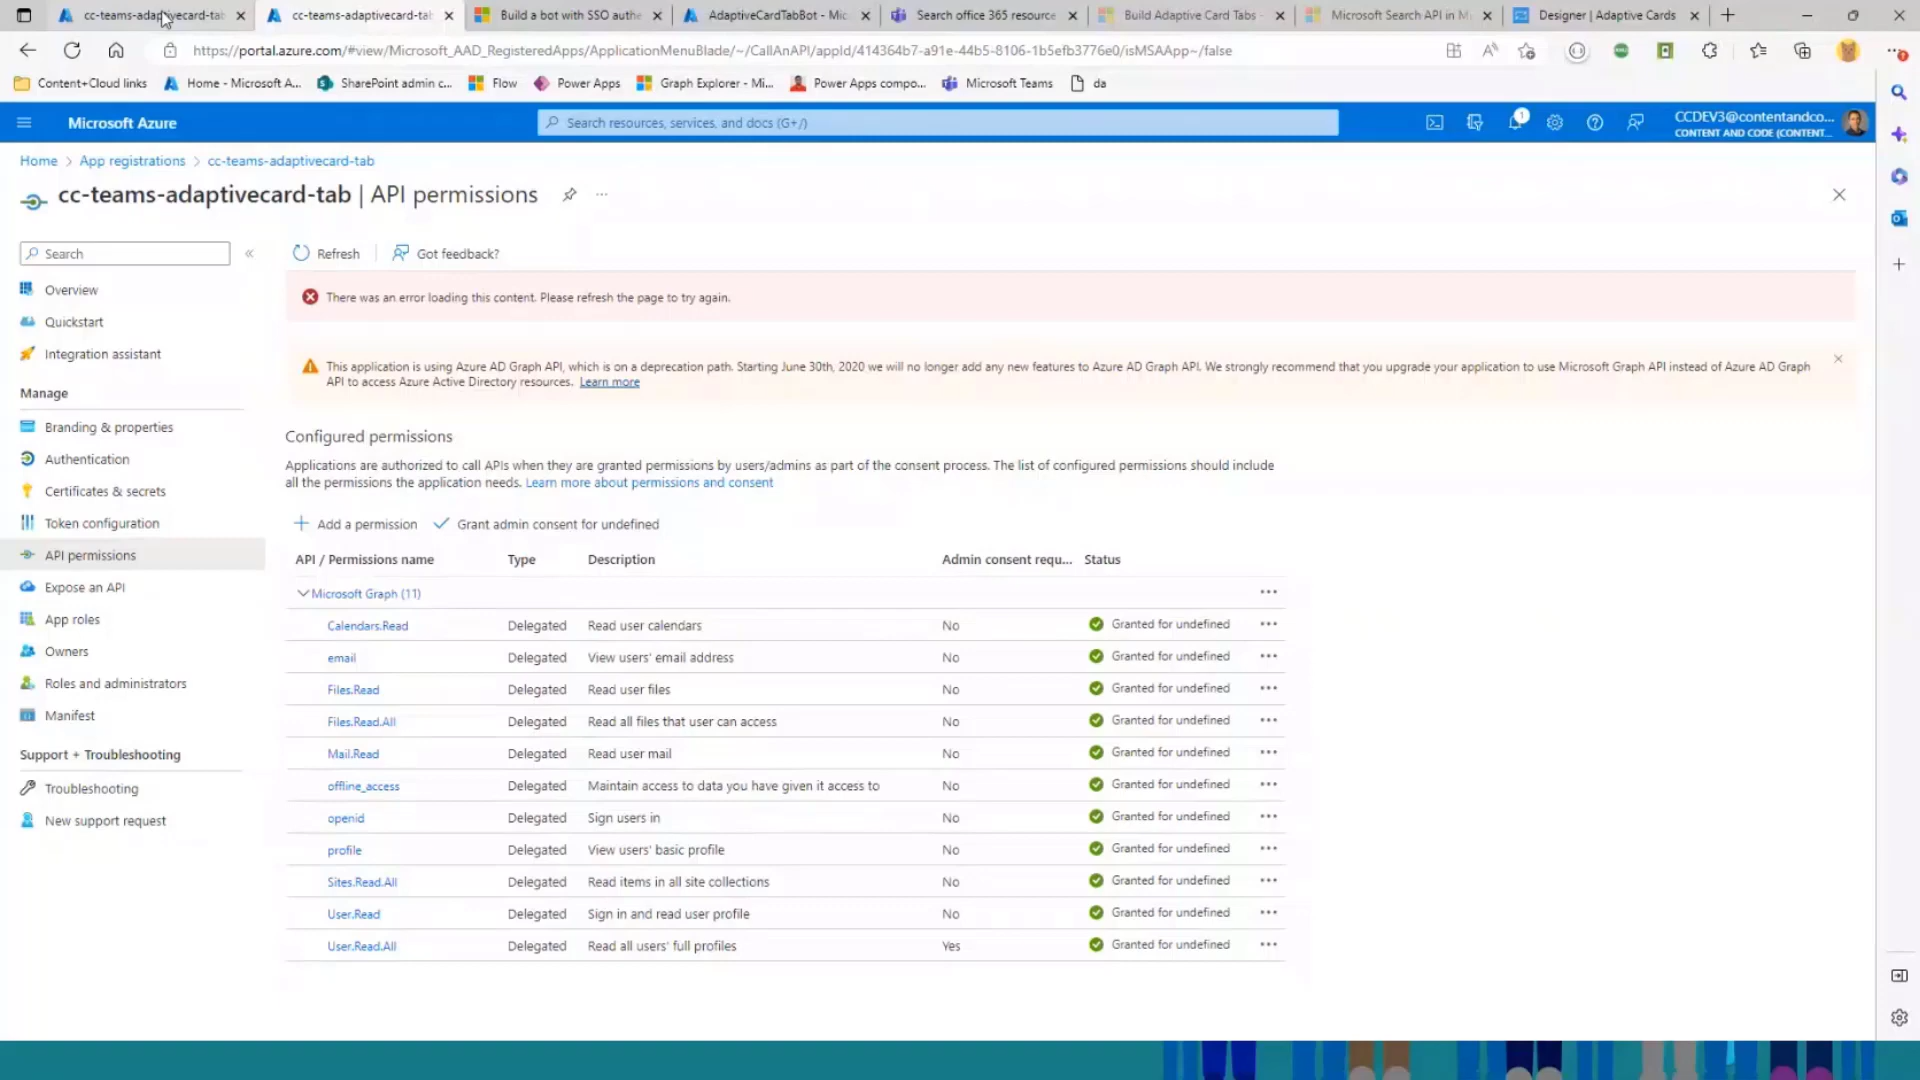 cc-teams-adaptivecard-tab
cc-teams-adaptivecard-tab
Build a bot with SSO authe
AdaptiveCardTabBot - Mic
Search office 365 resource
Build Adaptive Card Tabs -
Microsoft Search API in M
Designer | Adaptive Cards
https://portal.azure.com/#view/Microsoft_AAD_RegisteredApps/ApplicationMenuBlade/~/CallAnAPI/appId/414364b7-a91e-44b5-8106-1b5efb3776e0/isMSAApp~/false
Content+Cloud links
Home - Microsoft A...
SharePoint admin c...
Flow
Power Apps
Graph Explorer - Mi...
Power Apps compo...
Microsoft Teams
da
Microsoft Azure
Search resources, services, and docs (G+/)
1
CCDEV3@contentandco...
CONTENT AND CODE (CONTENT...
Home > App registrations > cc-teams-adaptivecard-tab
cc-teams-adaptivecard-tab | API permissions
Search
Refresh
Got feedback?
There was an error loading this content. Please refresh the page to try again.
This application is using Azure AD Graph API, which is on a deprecation path. Starting June 30th, 2020 we will no longer add any new features to Azure AD Graph API. We strongly recommend that you upgrade your application to use Microsoft Graph API instead of Azure AD Graph
API to access Azure Active Directory resources. Learn more
Overview
Quickstart
Integration assistant
Manage
Branding & properties
Authentication
Certificates & secrets
Token configuration
API permissions
Expose an API
App roles
Owners
Roles and administrators
Manifest
Support + Troubleshooting
Troubleshooting
New support request
Configured permissions
Applications are authorized to call APIs when they are granted permissions by users/admins as part of the consent process. The list of configured permissions should include
all the permissions the application needs. Learn more about permissions and consent
Add a permission
Grant admin consent for undefined
API / Permissions name Type Description Admin consent requ... Status
Microsoft Graph (11)
Calendars.Read Delegated Read user calendars No Granted for undefined
email Delegated View users' email address No Granted for undefined
Files.Read Delegated Read user files No Granted for undefined
Files.Read.All Delegated Read all files that user can access No Granted for undefined
Mail.Read Delegated Read user mail No Granted for undefined
offline_access Delegated Maintain access to data you have given it access to No Granted for undefined
openid Delegated Sign users in No Granted for undefined
profile Delegated View users' basic profile No Granted for undefined
Sites.Read.All Delegated Read items in all site collections No Granted for undefined
User.Read Delegated Sign in and read user profile No Granted for undefined
User.Read.All Delegated Read all users' full profiles Yes Granted for undefined